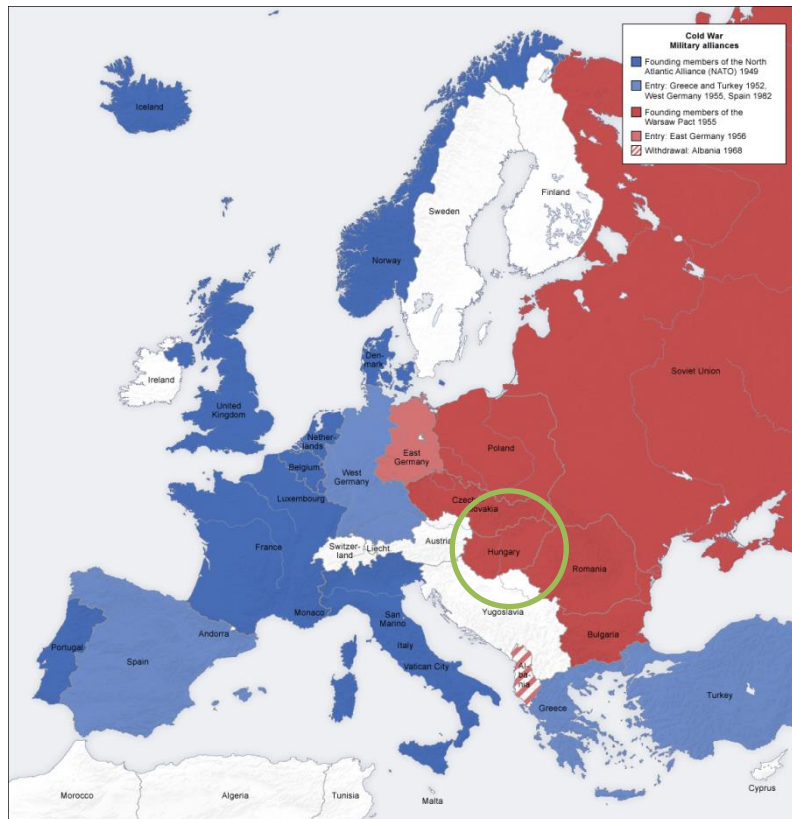 Cold War
Military alliances
Founding members of the North
Atlantic Alliance (NATO) 1949
Entry: Greece and Turkey 1952,
West Germany 1955, Spain 1982
Founding members of the
Warsaw Pact 1955
Entry: East Germany 1956
Withdrawal: Albania 1968
Iceland
Finland
Sweden
Norway
Den-
mark
Ireland
United
Kingdom
Soviet Union
Nether-
lands
Poland
East
Germany
Belgium
West
Germany
Luxembourg
Czech
slovakia
France
Austria
Switzer-
land
Liecht
Hungary
Romania
Monaco
San
Marino
Yugoslavia
Andorra
Italy
Bulgaria
Portugal
Spain
Vatican City
Al-
ba-
nia
Greece
Turkey
Morocco
Algeria
Tunisia
Malta
Cyprus